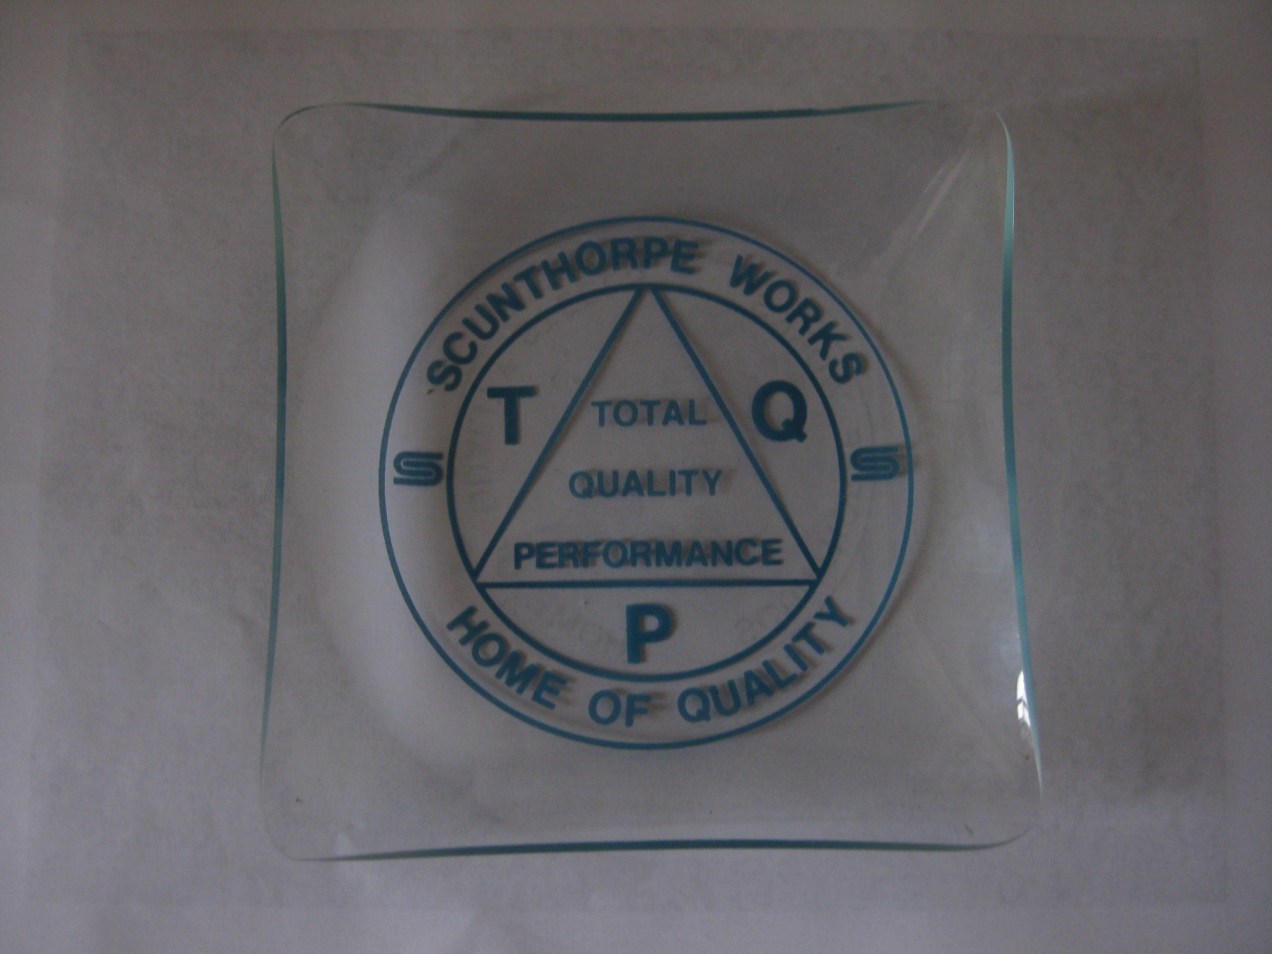 SCUNTHORPE WORKS
T
Q
TOTAL
QUALITY
PERFORMANCE
P
HOME OF QUALITY